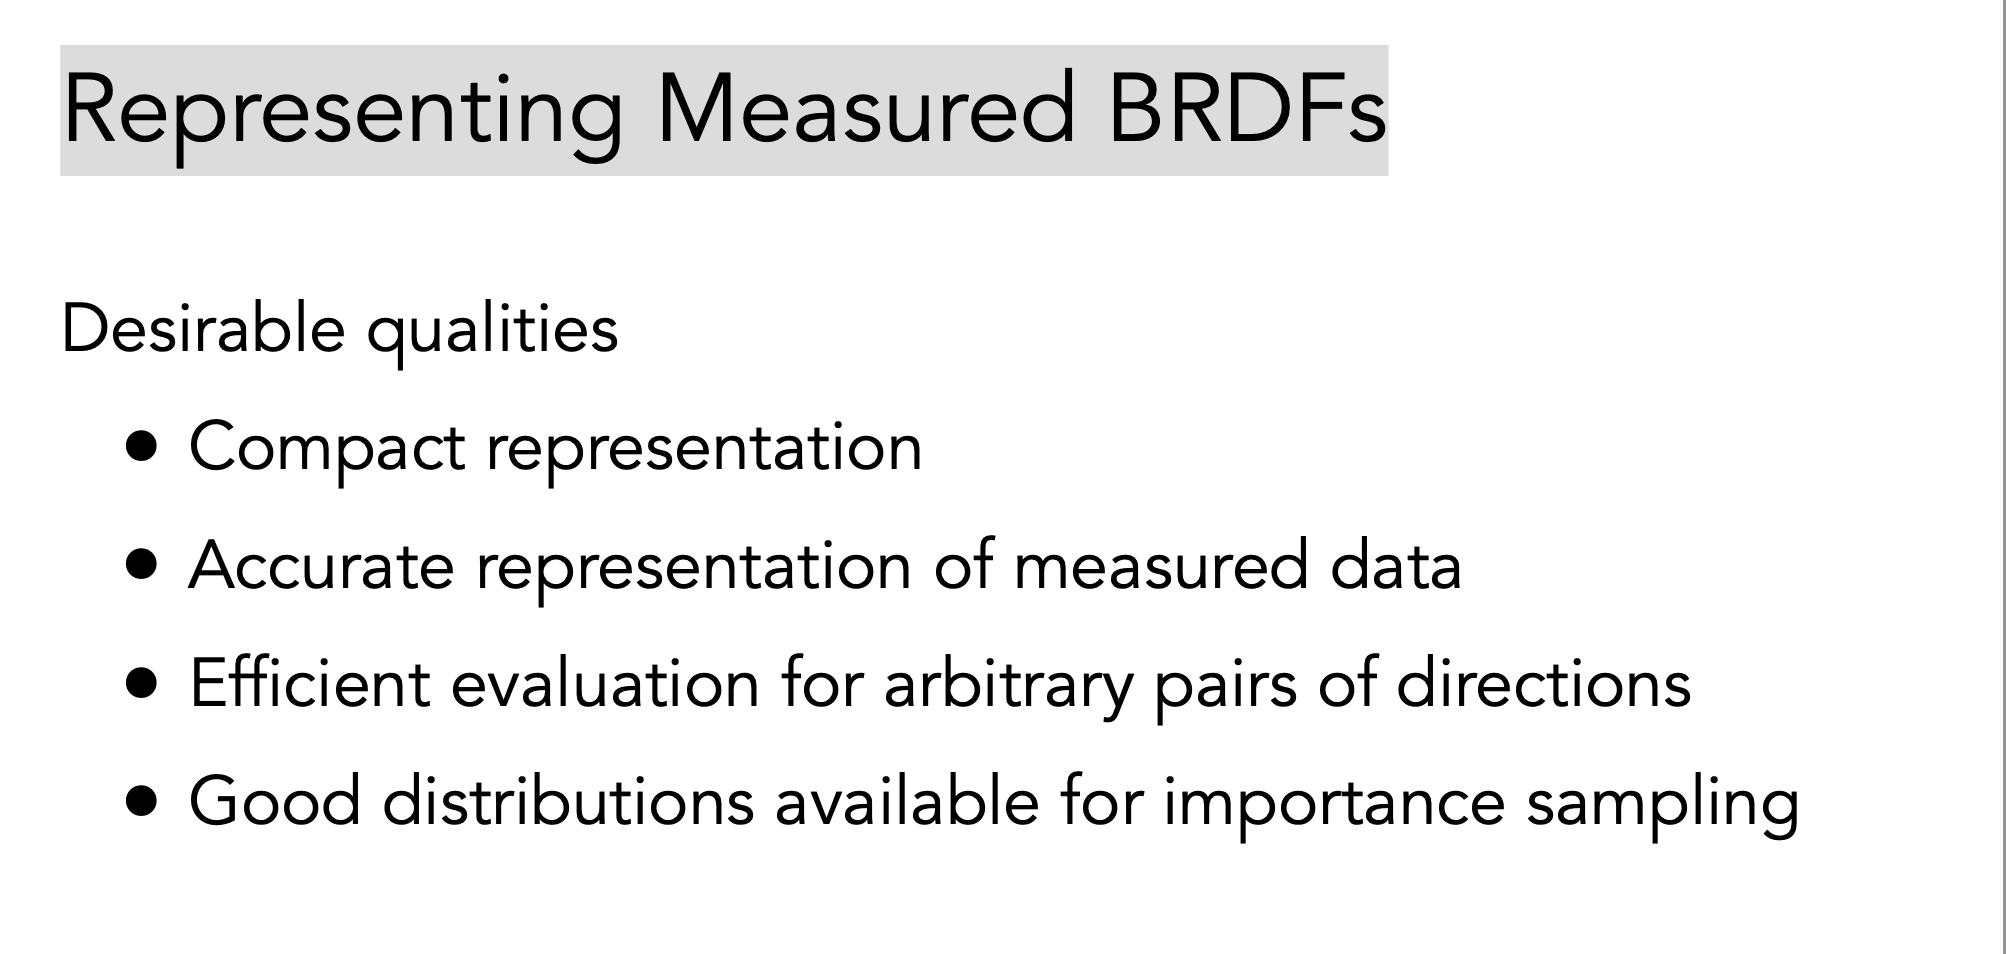 Representing Measured BRDFs
Desirable qualities
● Compact representation
● Accurate representation of measured data
● Efficient evaluation for arbitrary pairs of directions
● Good distributions available for importance sampling